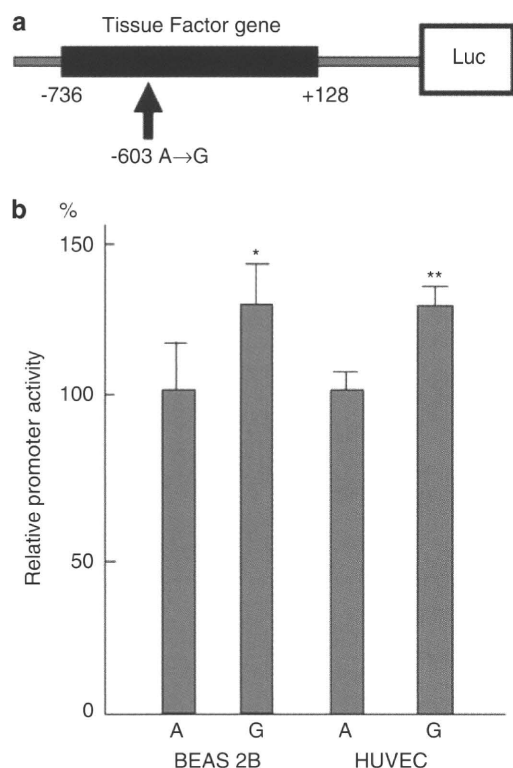 a
Tissue Factor gene
Luc
-736
+128
-603 A→G
b
%
150
100
50
0
Relative promoter activity
*
**
A
G
A
G
BEAS 2B
HUVEC